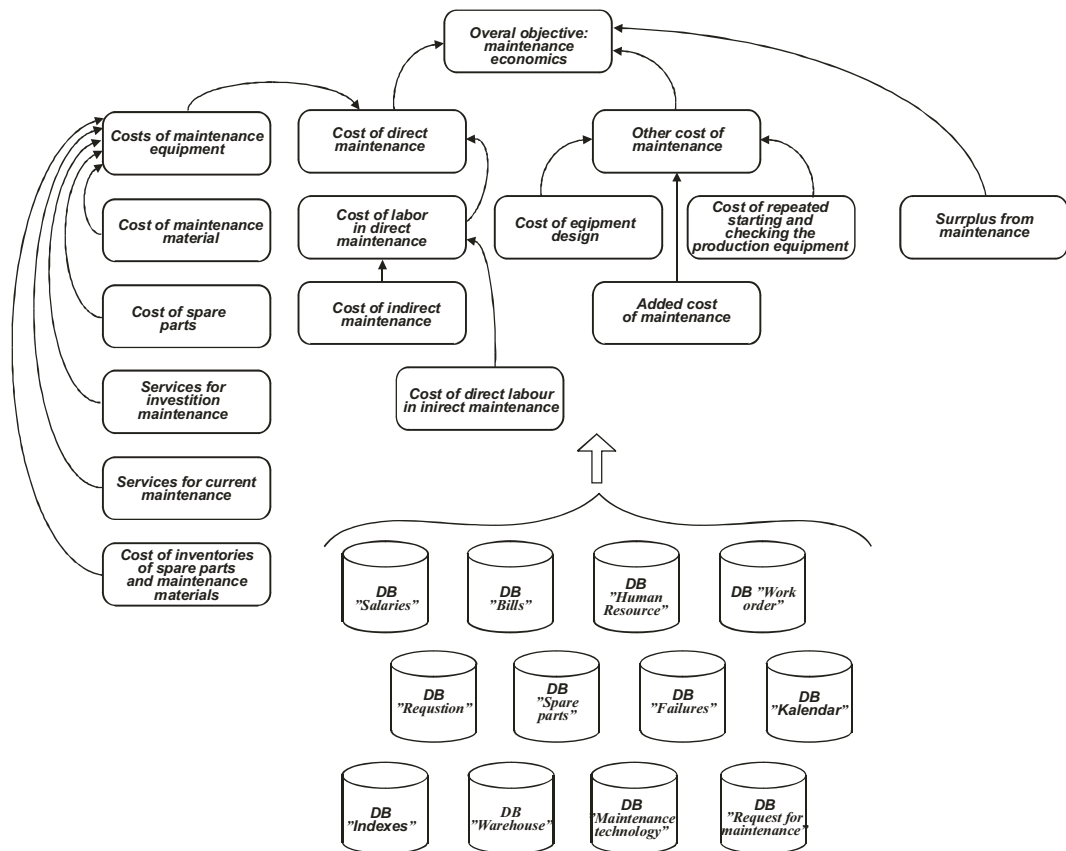 Overal objective:
maintenance
economics
Costs of maintenance
equipment
Cost of direct
maintenance
Other cost of
maintenance
Cost of maintenance
material
Cost of labor
in direct
maintenance
Cost of eqipment
design
Cost of repeated
starting and
checking the
production equipment
Surrplus from
maintenance
Cost of spare
parts
Cost of indirect
maintenance
Added cost
of maintenance
Services for
investition
maintenance
Cost of direct labour
in inirect maintenance
Services for current
maintenance
Cost of inventories
of spare parts
and maintenance
materials
DB
"Salaries"
DB
"Bills"
DB
"Human
Resource"
DB "Work
order"
DB
"Requstion"
DB
"Spare
parts"
DB
"Failures"
DB
"Kalendar"
DB
"Indexes"
DB
"Warehouse"
DB
"Maintenance
technology"
DB
"Request for
maintenance"